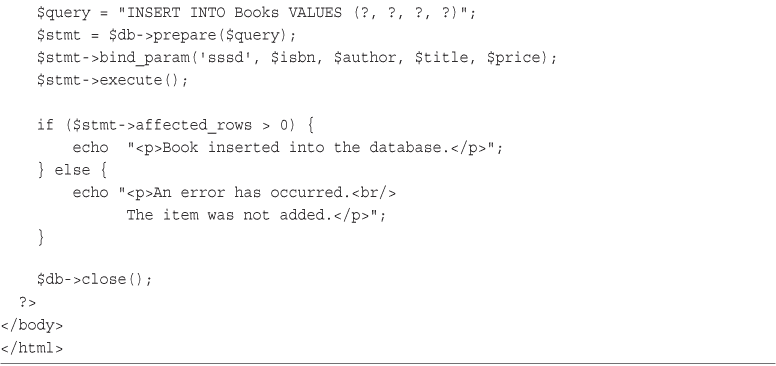 $query = "INSERT INTO Books VALUES (?, ?, ?, ?)";
$stmt = $db->prepare($query);
$stmt->bind_param('sssd', $isbn, $author, $title, $price);
$stmt->execute();
if ($stmt->affected_rows > 0) {
echo  "<p>Book inserted into the database.</p>";
} else {
echo "<p>An error has occurred.<br/>
The item was not added.</p>";
}
$db->close();
?>
</body>
</html>